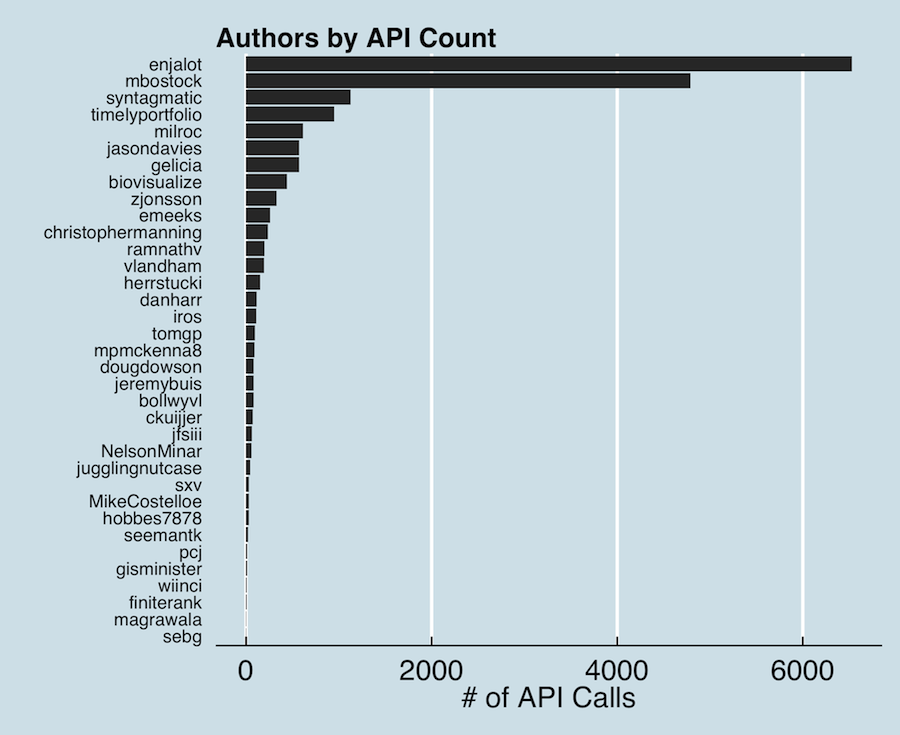 Authors by API Count
enjalot
mbostock
syntagmatic
timelyportfolio
milroc
jasondavies
gelicia
biovisualize
zjonsson
emeeks
christophermanning
ramnathv
vlandham
herrstucki
danharr
iros
tomgp
mpmckenna8
dougdowson
jeremybuis
bollwyvl
ckuijjer
jfsiii
NelsonMinar
jugglingnutcase
sxv
MikeCostelloe
hobbes7878
seemantk
pcj
gisminister
wiinci
finiterank
magrawala
sebg
0 2000 4000 6000
# of API Calls